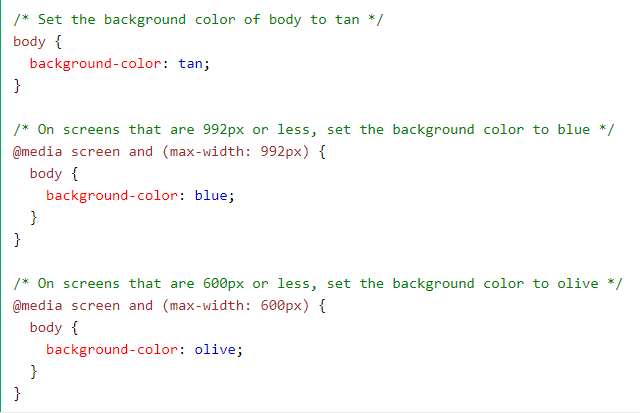 /* Set the background color of body to tan */
body {
  background-color: tan;
}

/* On screens that are 992px or less, set the background color to blue */
@media screen and (max-width: 992px) {
  body {
    background-color: blue;
  }
}

/* On screens that are 600px or less, set the background color to olive */
@media screen and (max-width: 600px) {
  body {
    background-color: olive;
  }
}